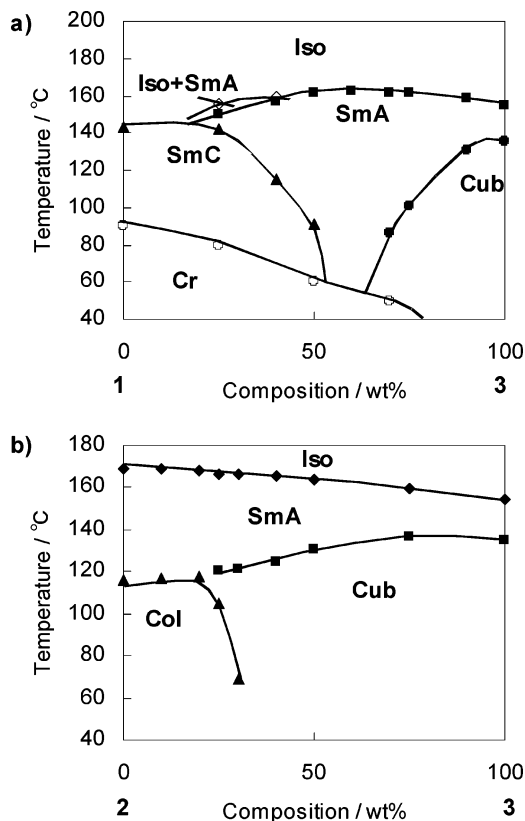 a)
200
180
160
140
120
100
80
60
40
Temperature / °C
Iso
Iso+SmA
SmA
SmC
Cub
Cr
0 50 100
1 Composition / wt% 3
b)
180
160
140
120
100
80
60
40
Temperature / °C
Iso
SmA
Cub
Col
0 50 100
2 Composition / wt% 3